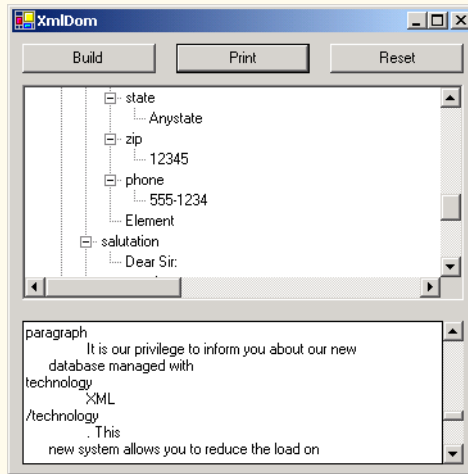 XmlDom
Build Print Reset
state
Anystate
zip
12345
phone
555-1234
Element
salutation
Dear Sir:
paragraph
It is our privilege to inform you about our new
database managed with
technology
XML
/technology
. This
new system allows you to reduce the load on